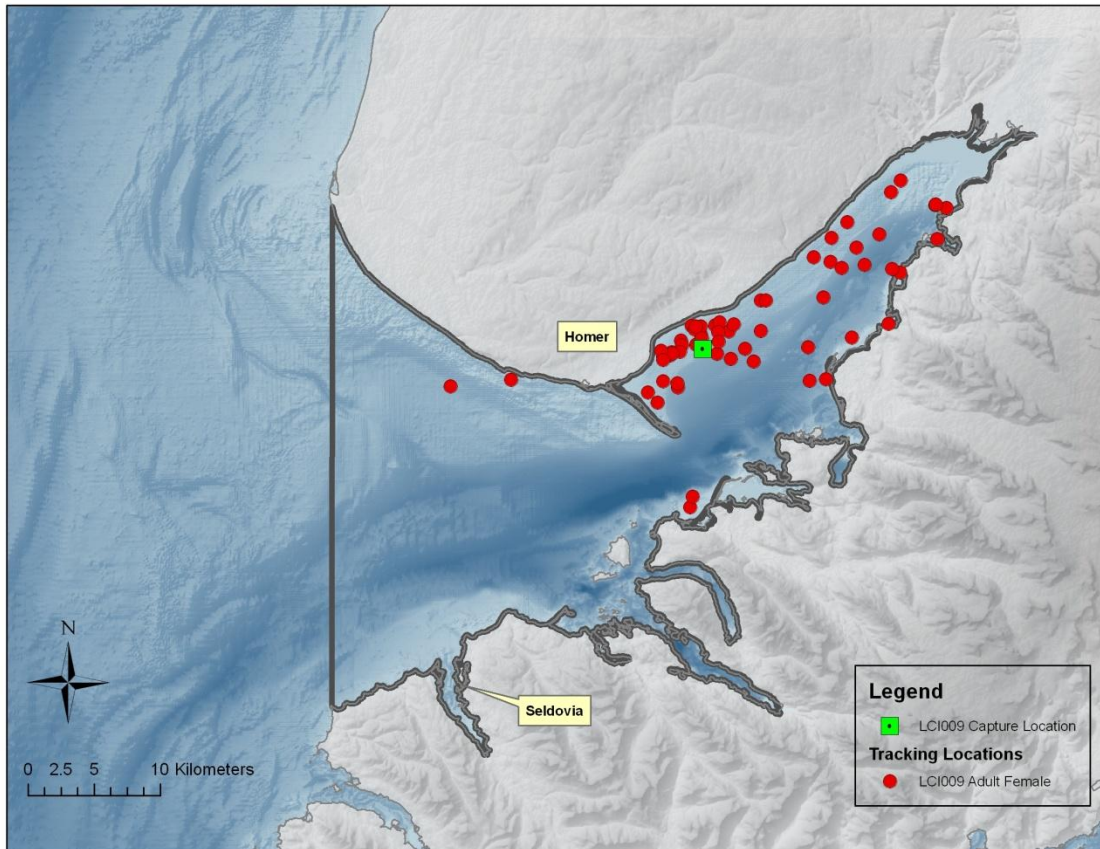 Homer
Seldovia
N
0 2.5 5 10 Kilometers
Legend
LCI009 Capture Location
Tracking Locations
LCI009 Adult Female